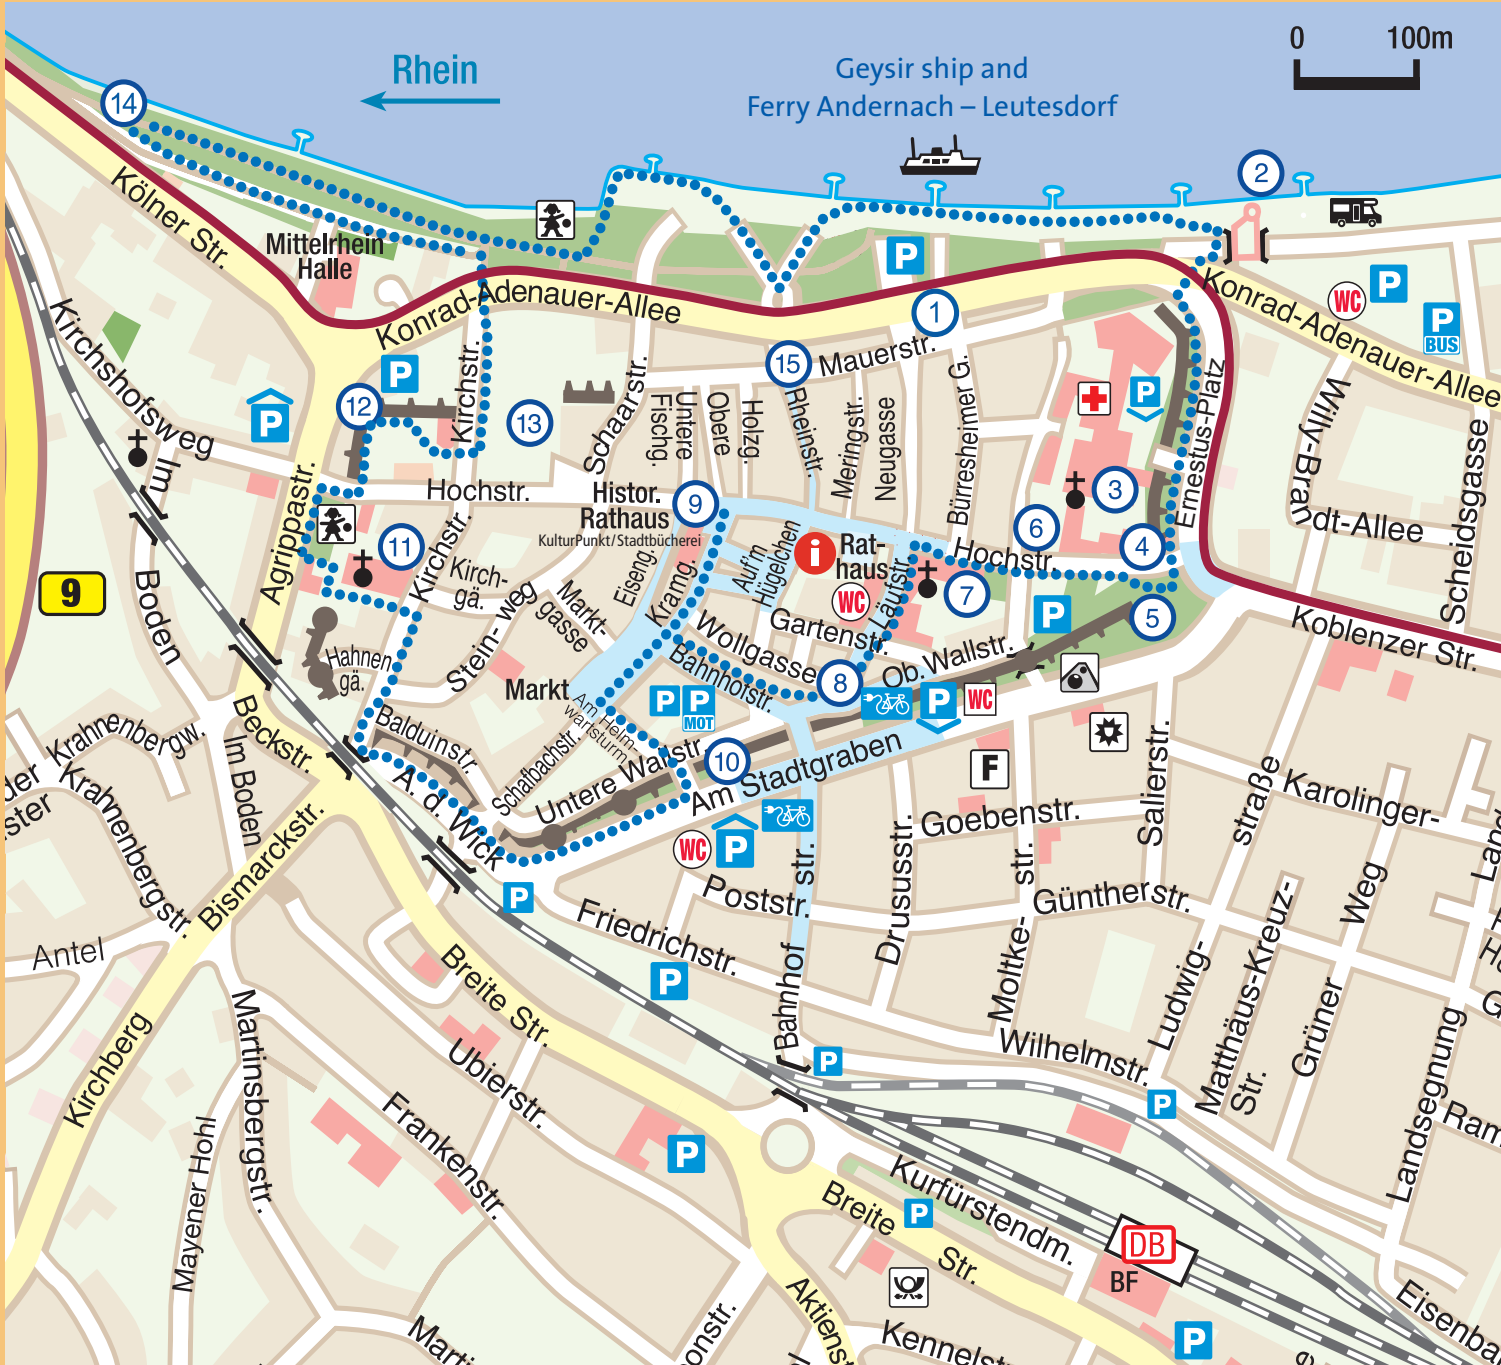 0 100m
Rhein
Geysir ship and
Ferry Andernach – Leutesdorf
14
2
Kölner Str.
Mittelrhein
Halle
P
Konrad-Adenauer-Allee
Konrad-Adenauer-Allee
WC
P
P
BUS
1
15
Mauerstr.
Kirchshofsweg
P
P
12
13
Kirchstr.
Schaarstr.
Untere
Fischg.
Obere
Holzg.
Rheinstr.
Meringstr.
Neugasse
Bürresheimer G.
P
Ernestus-Platz
Willy-Brandt-Allee
Scheidsgasse
Im Boden
Agrippastr.
Hochstr.
Histor.
Rathaus
KulturPunkt/Stadtbücherei
9
3
6
4
Hochstr.
Auf'm
Hügelchen
i
Rat-
haus
WC
Läufstr.
7
P
5
Koblenzer Str.
9
11
Kirchstr.
Kirch-
gä.
Stein-
weg
Markt-
gasse
Eiseng.
Kramg.
Wollgasse
Gartenstr.
Ob. Wallstr.
8
P
WC
Hahnen
gä.
Markt
Bahnhofstr.
P
P
MOT
Am Helm-
wartsturm
Krahnenbergw.
Im Boden
Beckstr.
Balduinstr.
A. d. Wick
Schafbachstr.
Untere Wallstr.
10
Am Stadtgraben
F
Salierstr.
der
ster
Krahnenbergstr.
Bismarckstr.
WC
P
P
Poststr.
Drususstr.
Goebenstr.
Moltke-
str.
Güntherstr.
Ludwig-
straße
Karolinger-
Matthäus-Kreuz-
Str.
Grüner
Weg
Antel
Friedrichstr.
P
Bahnhof
str.
Breite Str.
Kirchberg
Martinsbergstr.
Mayener Hohl
Ubierstr.
Frankenstr.
P
P
Wilhelmstr.
P
Landsegnung
Kurfürstendm.
Breite
Str.
P
DB
BF
P